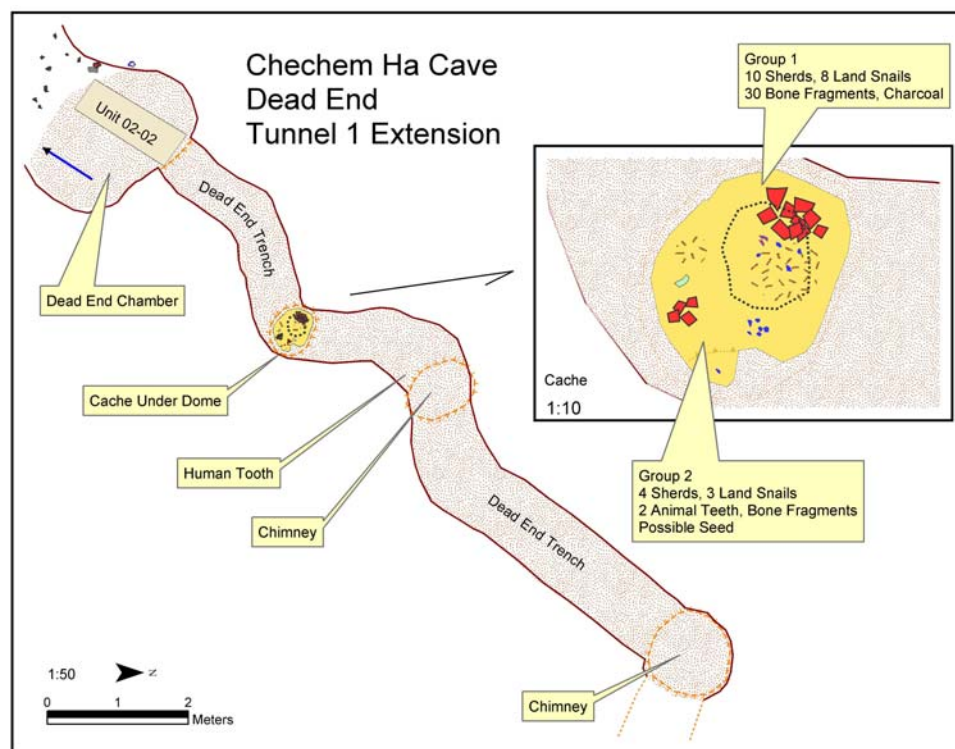 Chechem Ha Cave
Dead End
Tunnel 1 Extension
Unit 02-02
Dead End Trench
Dead End Chamber
Cache Under Dome
Human Tooth
Chimney
Dead End Trench
Chimney
Group 1
10 Sherds, 8 Land Snails
30 Bone Fragments, Charcoal
Cache
1:10
Group 2
4 Sherds, 3 Land Snails
2 Animal Teeth, Bone Fragments
Possible Seed
1:50
N
0 1 2
Meters